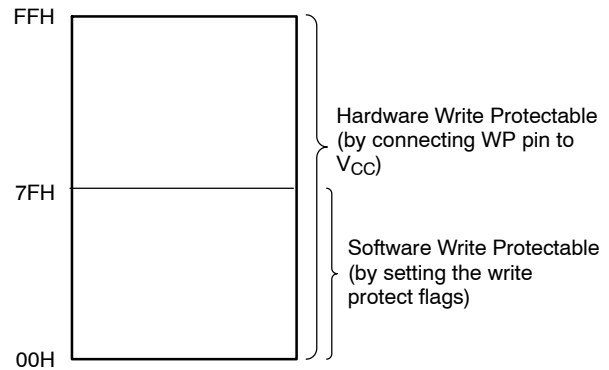 FFH
Hardware Write Protectable
(by connecting WP pin to
VCC)
7FH
Software Write Protectable
(by setting the write
protect flags)
00H